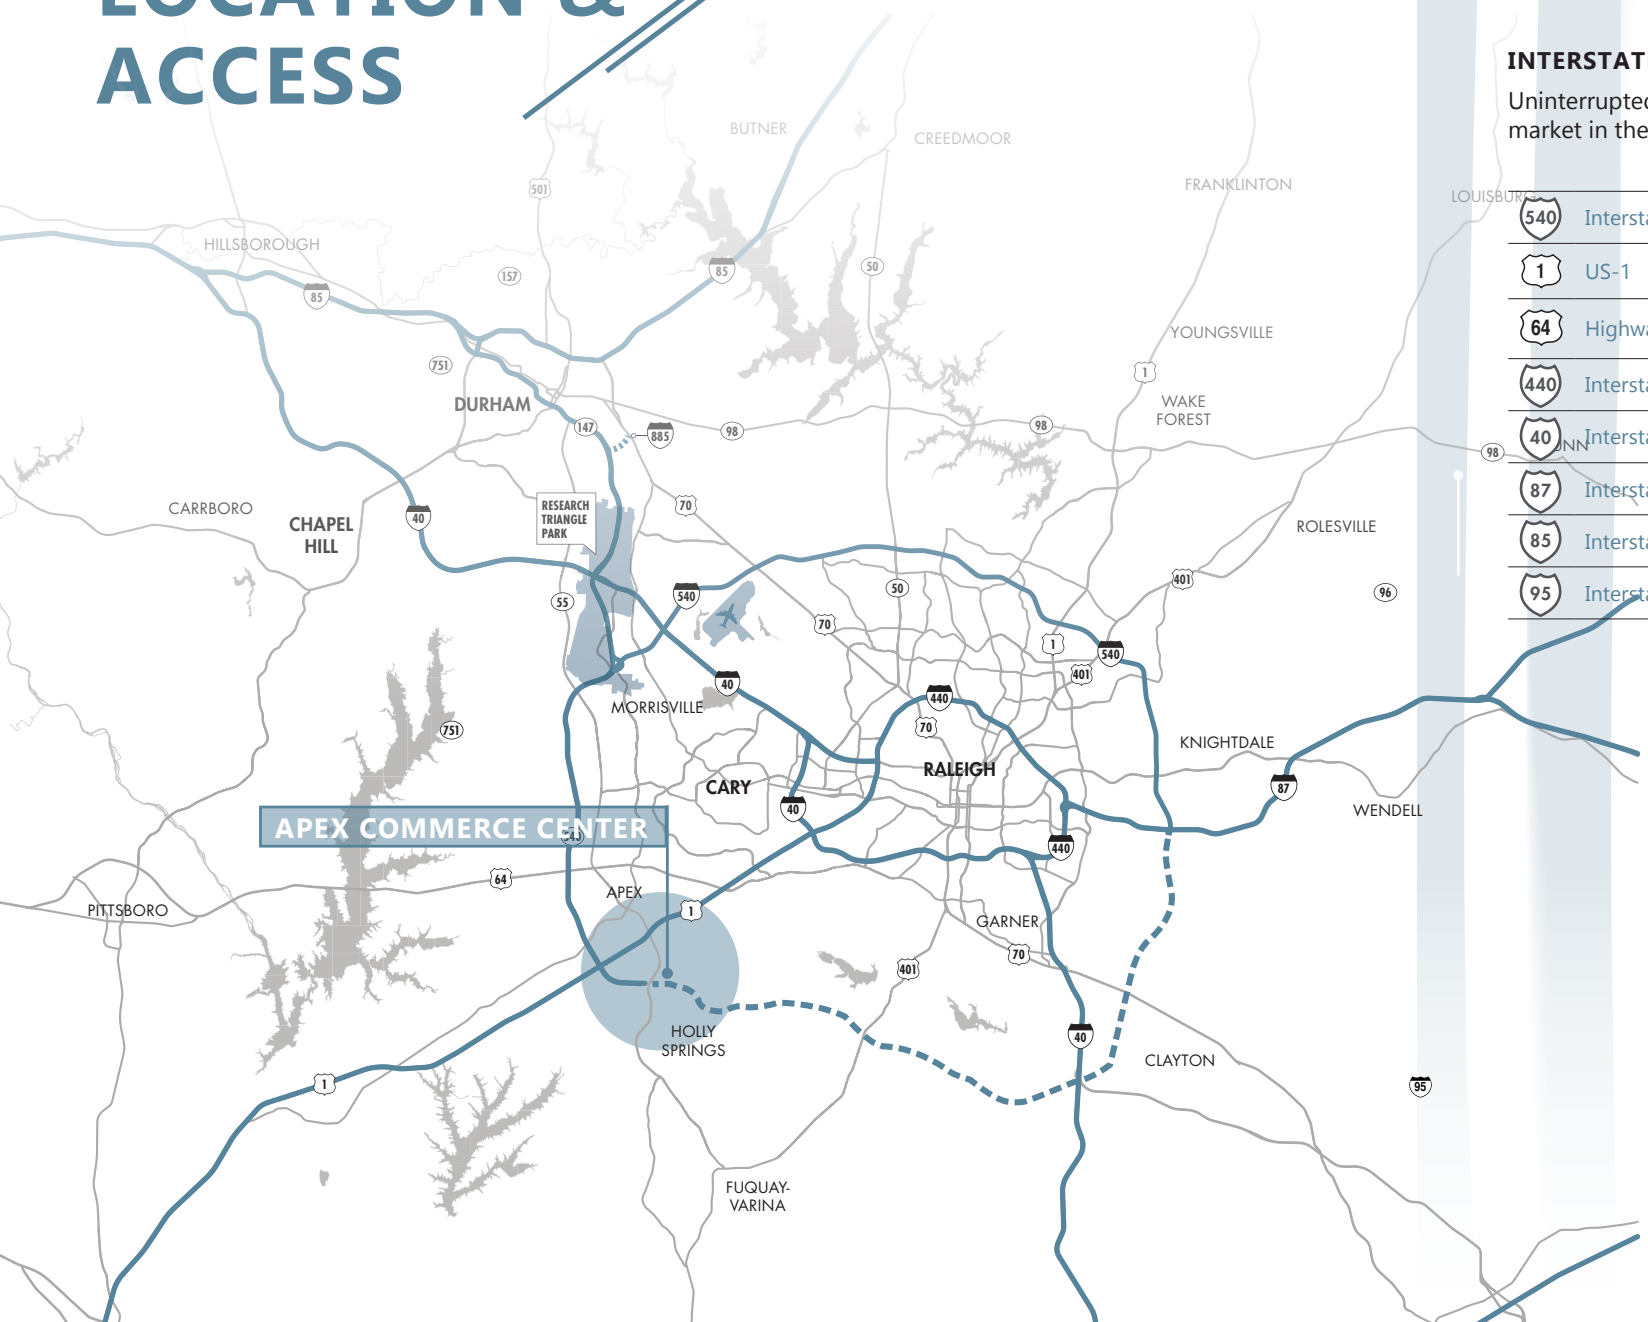 LOCATION &
ACCESS
INTERSTAT
Uninterrupted
market in the
540 Intersta
1 US-1
64 Highwa
440 Intersta
40 Intersta
87 Intersta
85 Intersta
95 Intersta
BUTNER
CREEDMOOR
FRANKLINTON
LOUISBURG
501
HILLSBOROUGH
85
157
85
50
YOUNGSVILLE
751
1
DURHAM
WAKE
FOREST
147
885
98
98
98
CARRBORO
CHAPEL
HILL
40
RESEARCH
TRIANGLE
PARK
70
ROLESVILLE
55
540
50
401
96
70
1
540
401
40
440
MORRISVILLE
70
751
KNIGHTDALE
RALEIGH
CARY
87
40
WENDELL
APEX COMMERCE CENTER
540
440
64
APEX
PITTSBORO
1
GARNER
70
401
HOLLY
SPRINGS
40
CLAYTON
1
95
FUQUAY-
VARINA